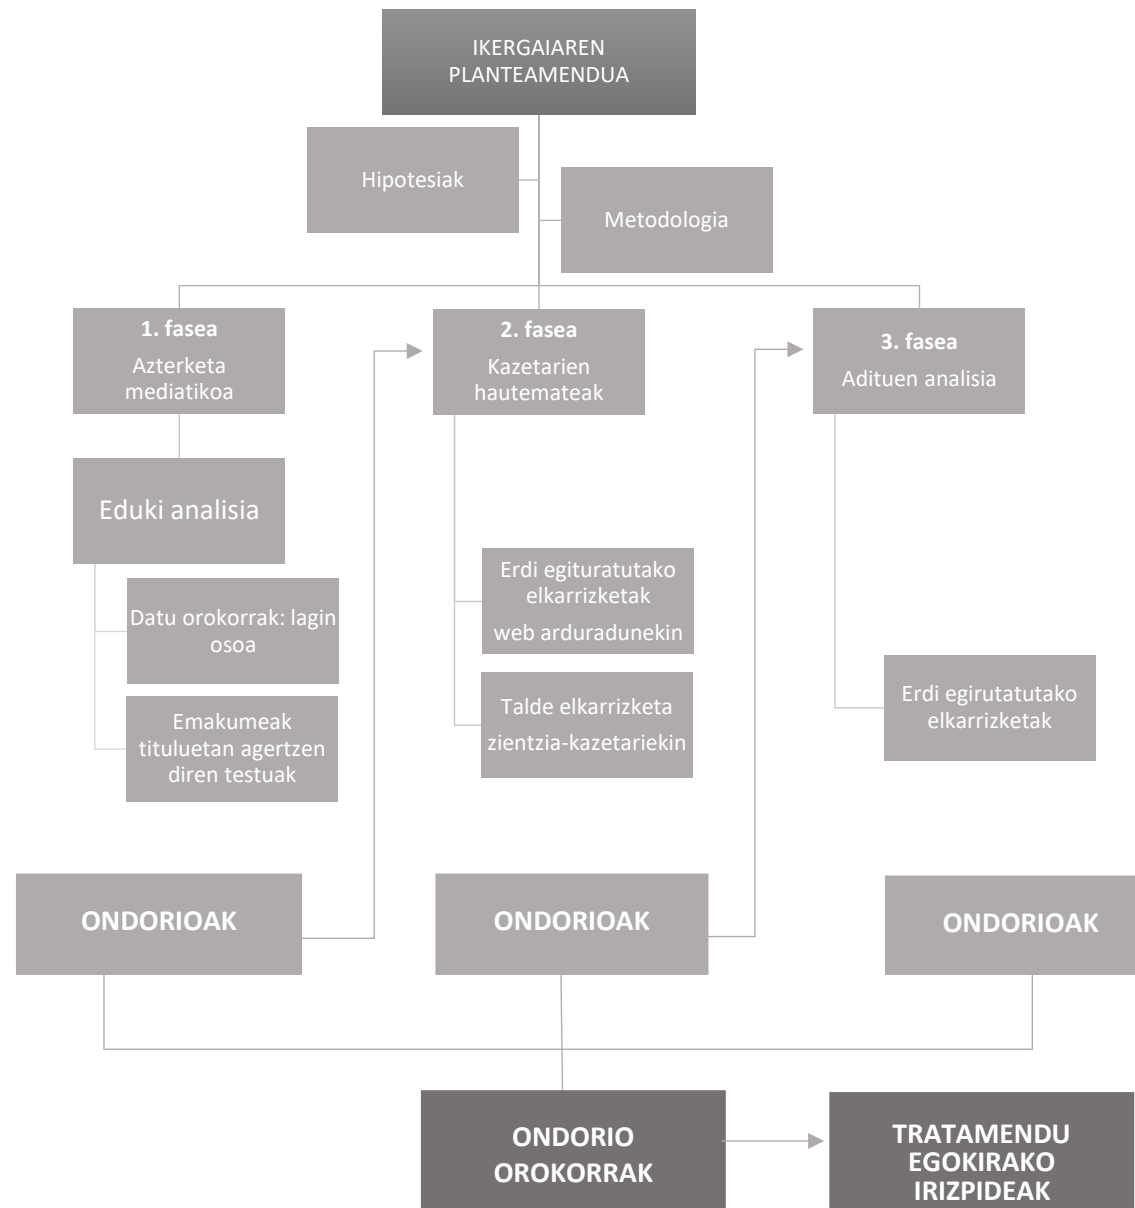 IKERGAIAREN
PLANTEAMENDUA
Hipotesiak
Metodologia
1. fasea
Azterketa
mediatikoa
2. fasea
Kazetarien
hautemateak
3. fasea
Adituen analisia
Eduki analisia
Datu orokorrak: lagin
osoa
Emakumeak
tituluetan agertzen
diren testuak
Erdi egituratutako
elkarrizketak
web arduradunekin
Talde elkarrizketa
zientzia-kazetariekin
Erdi egirutatutako
elkarrizketak
ONDORIOAK
ONDORIOAK
ONDORIOAK
ONDORIO
OROKORRAK
TRATAMENDU
EGOKIRAKO
IRIZPIDEAK